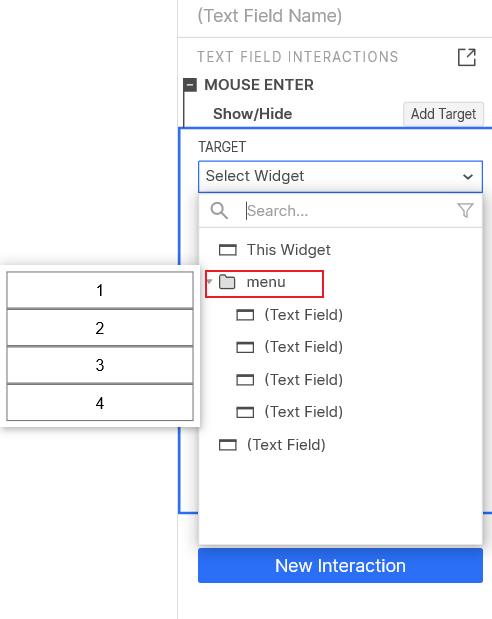 (Text Field Name)
TEXT FIELD INTERACTIONS
MOUSE ENTER
Show/Hide
Add Target
TARGET
Select Widget
Search...
This Widget
menu
(Text Field)
(Text Field)
(Text Field)
(Text Field)
(Text Field)
1
2
3
4
New Interaction